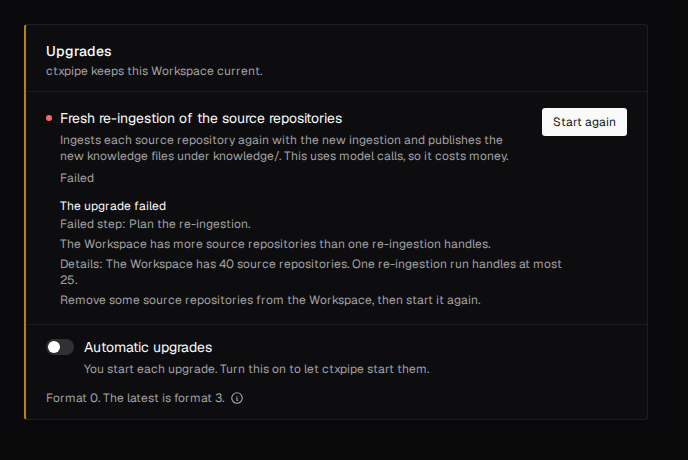 Upgrades
ctxpipe keeps this Workspace current.
Fresh re-ingestion of the source repositories
Start again
Ingests each source repository again with the new ingestion and publishes the
new knowledge files under knowledge/. This uses model calls, so it costs money.
Failed
The upgrade failed
Failed step: Plan the re-ingestion.
The Workspace has more source repositories than one re-ingestion handles.
Details: The Workspace has 40 source repositories. One re-ingestion run handles at most
25.
Remove some source repositories from the Workspace, then start it again.
Automatic upgrades
You start each upgrade. Turn this on to let ctxpipe start them.
Format 0. The latest is format 3.